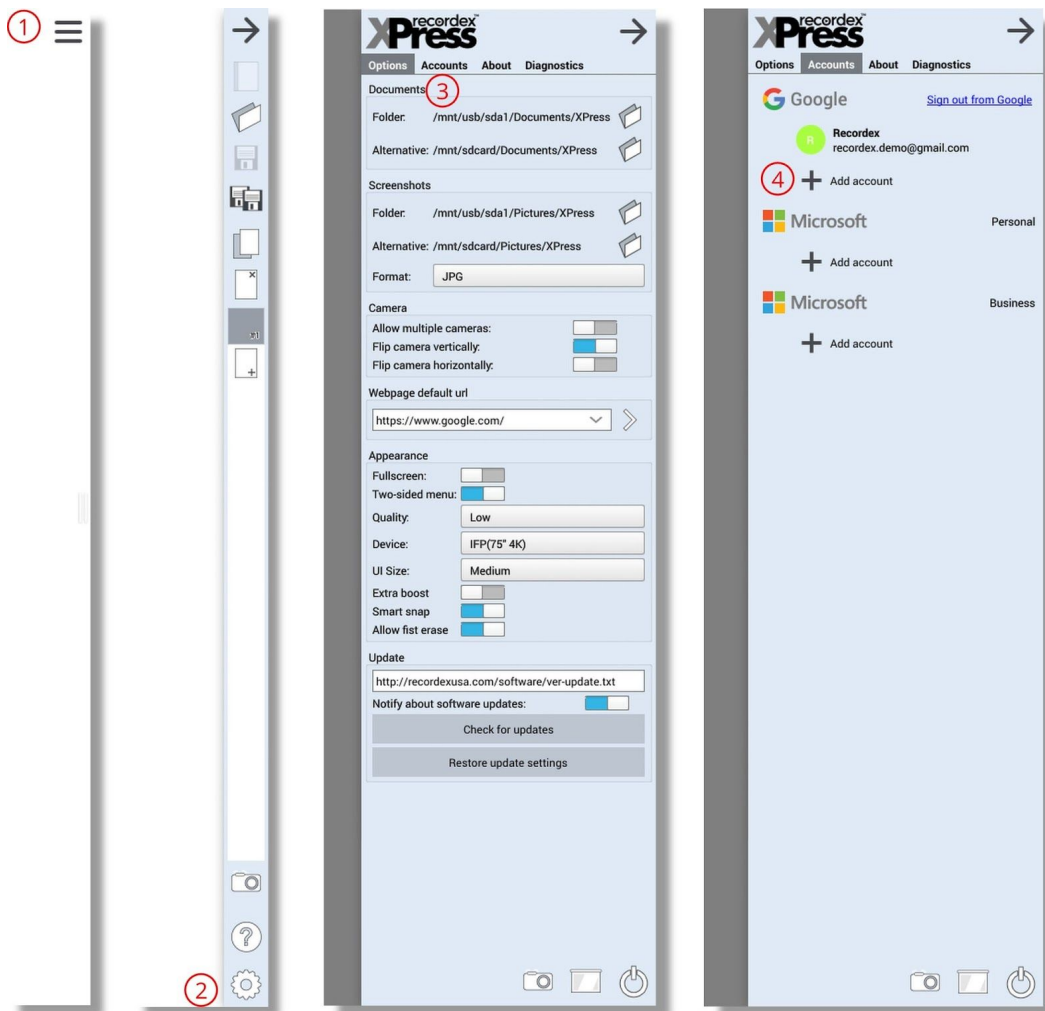 1
#1
2
recordex™
XPress
Options Accounts About Diagnostics
3
Documents
Folder: /mnt/usb/sda1/Documents/XPress
Alternative: /mnt/sdcard/Documents/XPress
Screenshots
Folder: /mnt/usb/sda1/Pictures/XPress
Alternative: /mnt/sdcard/Pictures/XPress
Format: JPG
Camera
Allow multiple cameras:
Flip camera vertically:
Flip camera horizontally:
Webpage default url
https://www.google.com/
Appearance
Fullscreen:
Two-sided menu:
Quality: Low
Device: IFP(75" 4K)
UI Size: Medium
Extra boost
Smart snap
Allow fist erase
Update
http://recordexusa.com/software/ver-update.txt
Notify about software updates:
Check for updates
Restore update settings
recordex™
XPress
Options Accounts About Diagnostics
Google Sign out from Google
R Recordex
recordex.demo@gmail.com
4 Add account
Microsoft Personal
Add account
Microsoft Business
Add account